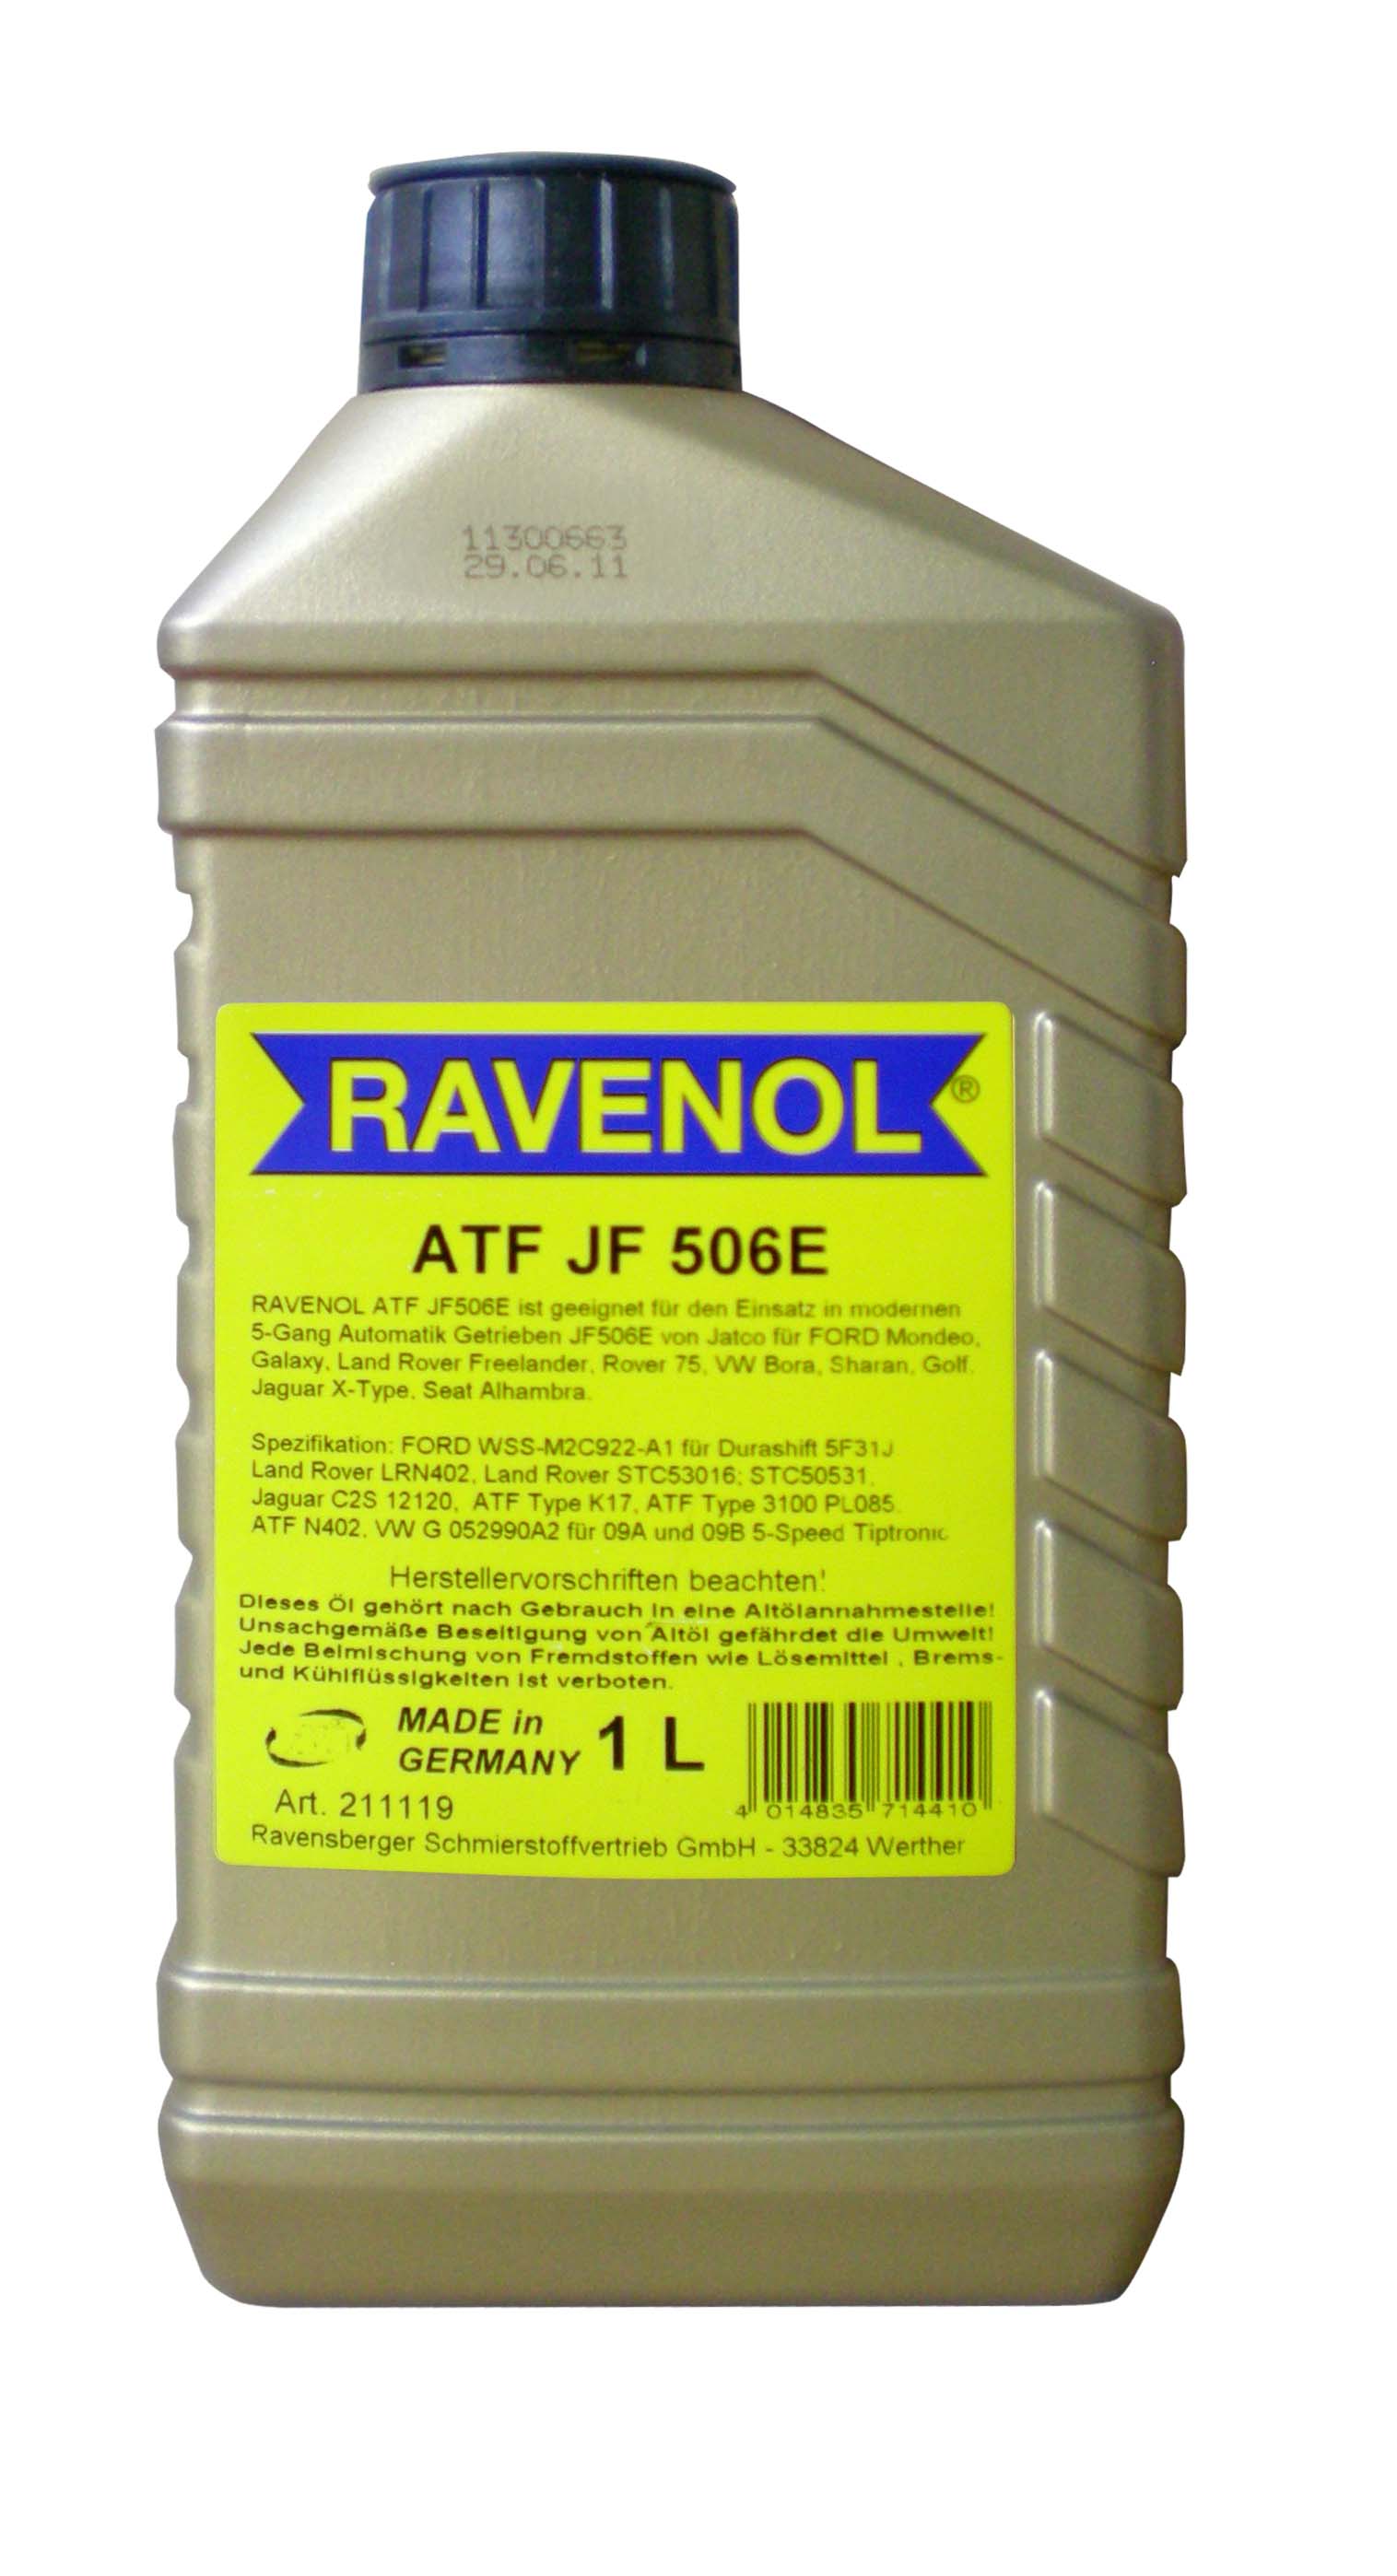 11300663
29.06.11
RAVENOL®
ATF JF 506E
RAVENOL ATF JF506E ist geeignet für den Einsatz in modernen
5-Gang Automatik Getrieben JF506E von Jatco für FORD Mondeo,
Galaxy, Land Rover Freelander, Rover 75, VW Bora, Sharan, Golf,
Jaguar X-Type, Seat Alhambra.
Spezifikation: FORD WSS-M2C922-A1 für Durashift 5F31J
Land Rover LRN402, Land Rover STC53016; STC50531,
Jaguar C2S 12120, ATF Type K17, ATF Type 3100 PL085.
ATF N402, VW G 052990A2 für 09A und 09B 5-Speed Tiptronic
Herstellervorschriften beachten!
Dieses Öl gehört nach Gebrauch in eine Altölannahmestelle!
Unsachgemäße Beseitigung von Altöl gefährdet die Umwelt!
Jede Beimischung von Fremdstoffen wie Lösemittel , Brems-
und Kühlflüssigkeiten ist verboten.
MADE in
GERMANY 1 L
4 014835 714410
Art. 211119
Ravensberger Schmierstoffvertrieb GmbH - 33824 Werther